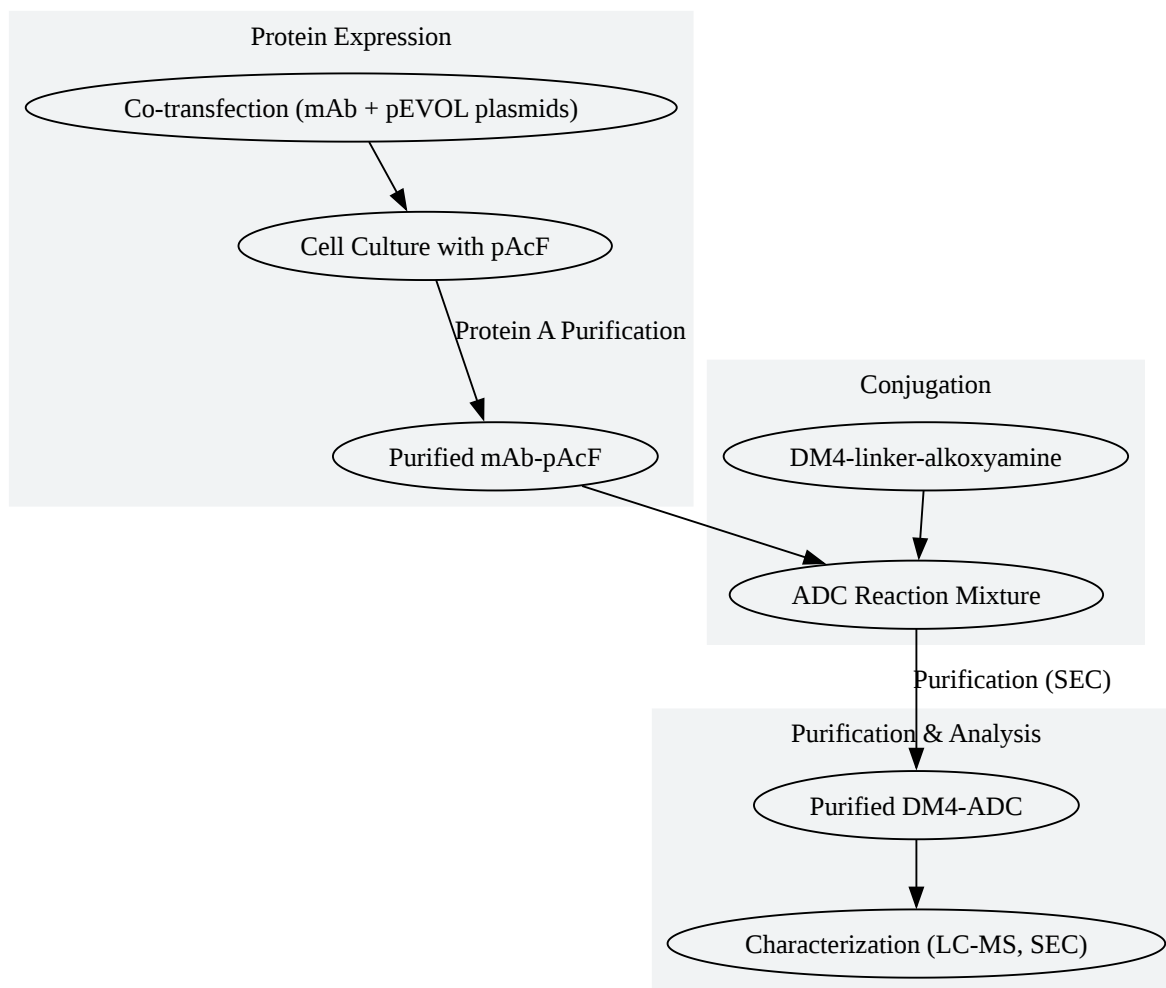 Protein Expression
Co-transfection (mAb + pEVOL plasmids)
Cell Culture with pAcF
Protein A Purification
Purified mAb-pAcF
Conjugation
DM4-linker-alkoxyamine
ADC Reaction Mixture
Purification (SEC)
Purification & Analysis
Purified DM4-ADC
Characterization (LC-MS, SEC)